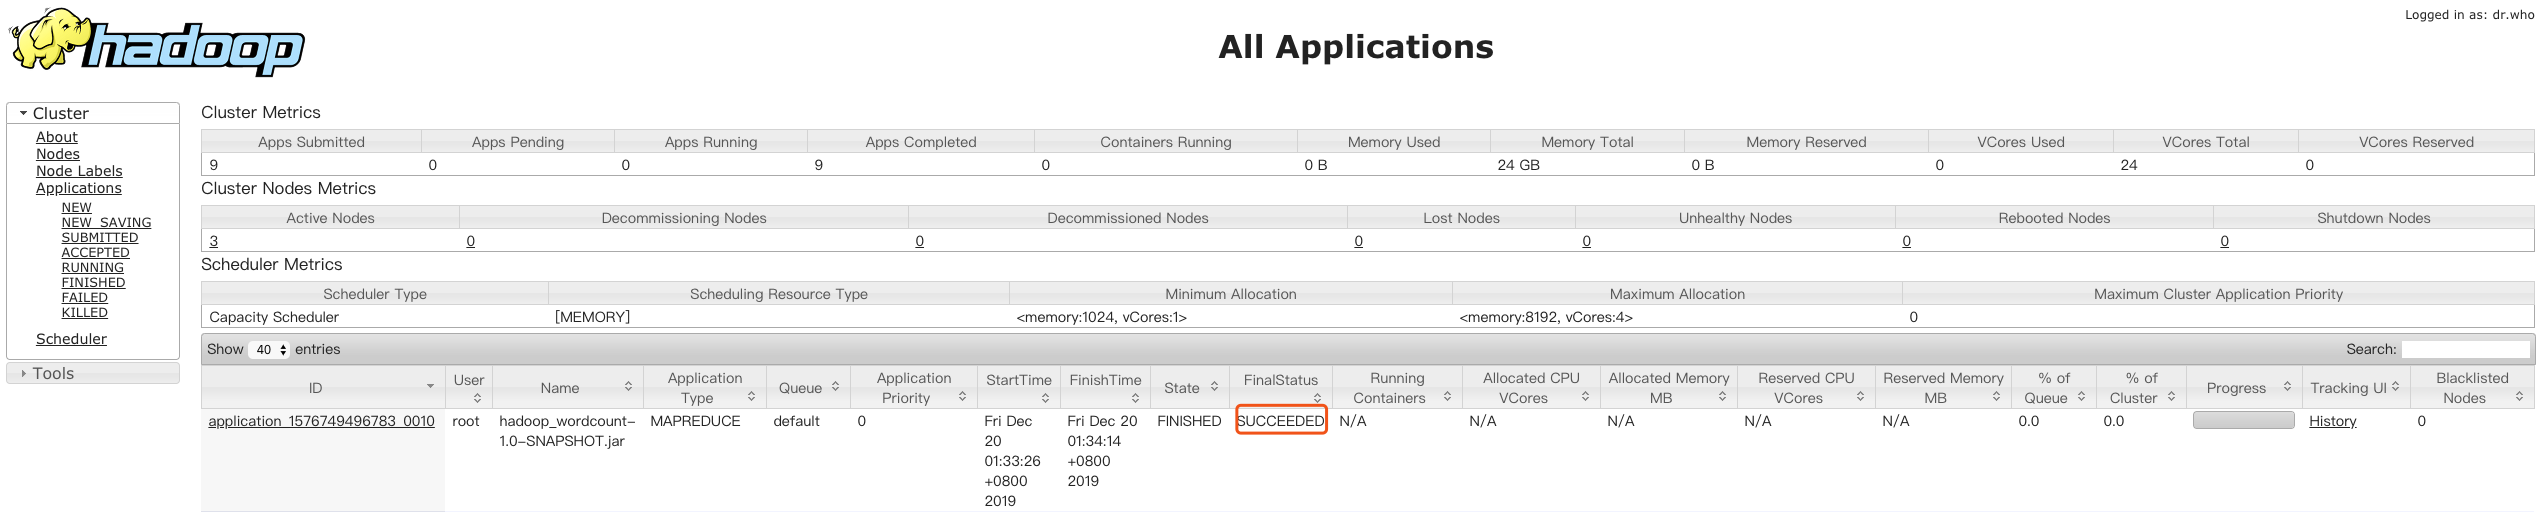 Logged in as: dr.who
hadoop
All Applications
Cluster
About
Nodes
Node Labels
Applications
NEW
NEW_SAVING
SUBMITTED
ACCEPTED
RUNNING
FINISHED
FAILED
KILLED
Scheduler
Tools
Cluster Metrics
Apps Submitted Apps Pending Apps Running Apps Completed Containers Running Memory Used Memory Total Memory Reserved VCores Used VCores Total VCores Reserved
9 0 0 9 0 0 B 24 GB 0 B 0 24 0
Cluster Nodes Metrics
Active Nodes Decommissioning Nodes Decommissioned Nodes Lost Nodes Unhealthy Nodes Rebooted Nodes Shutdown Nodes
3 0 0 0 0 0 0
Scheduler Metrics
Scheduler Type Scheduling Resource Type Minimum Allocation Maximum Allocation Maximum Cluster Application Priority
Capacity Scheduler [MEMORY] <memory:1024, vCores:1> <memory:8192, vCores:4> 0
Show 40 entries Search:
ID User Name Application Type Queue Application Priority StartTime FinishTime State FinalStatus Running Containers Allocated CPU VCores Allocated Memory MB Reserved CPU VCores Reserved Memory MB % of Queue % of Cluster Progress Tracking UI Blacklisted Nodes
application_1576749496783_0010 root hadoop_wordcount- MAPREDUCE default 0 Fri Dec Fri Dec 20 FINISHED SUCCEEDED N/A N/A N/A N/A N/A 0.0 0.0 History 0
1.0-SNAPSHOT.jar 20 01:34:14
01:33:26 +0800
+0800 2019
2019